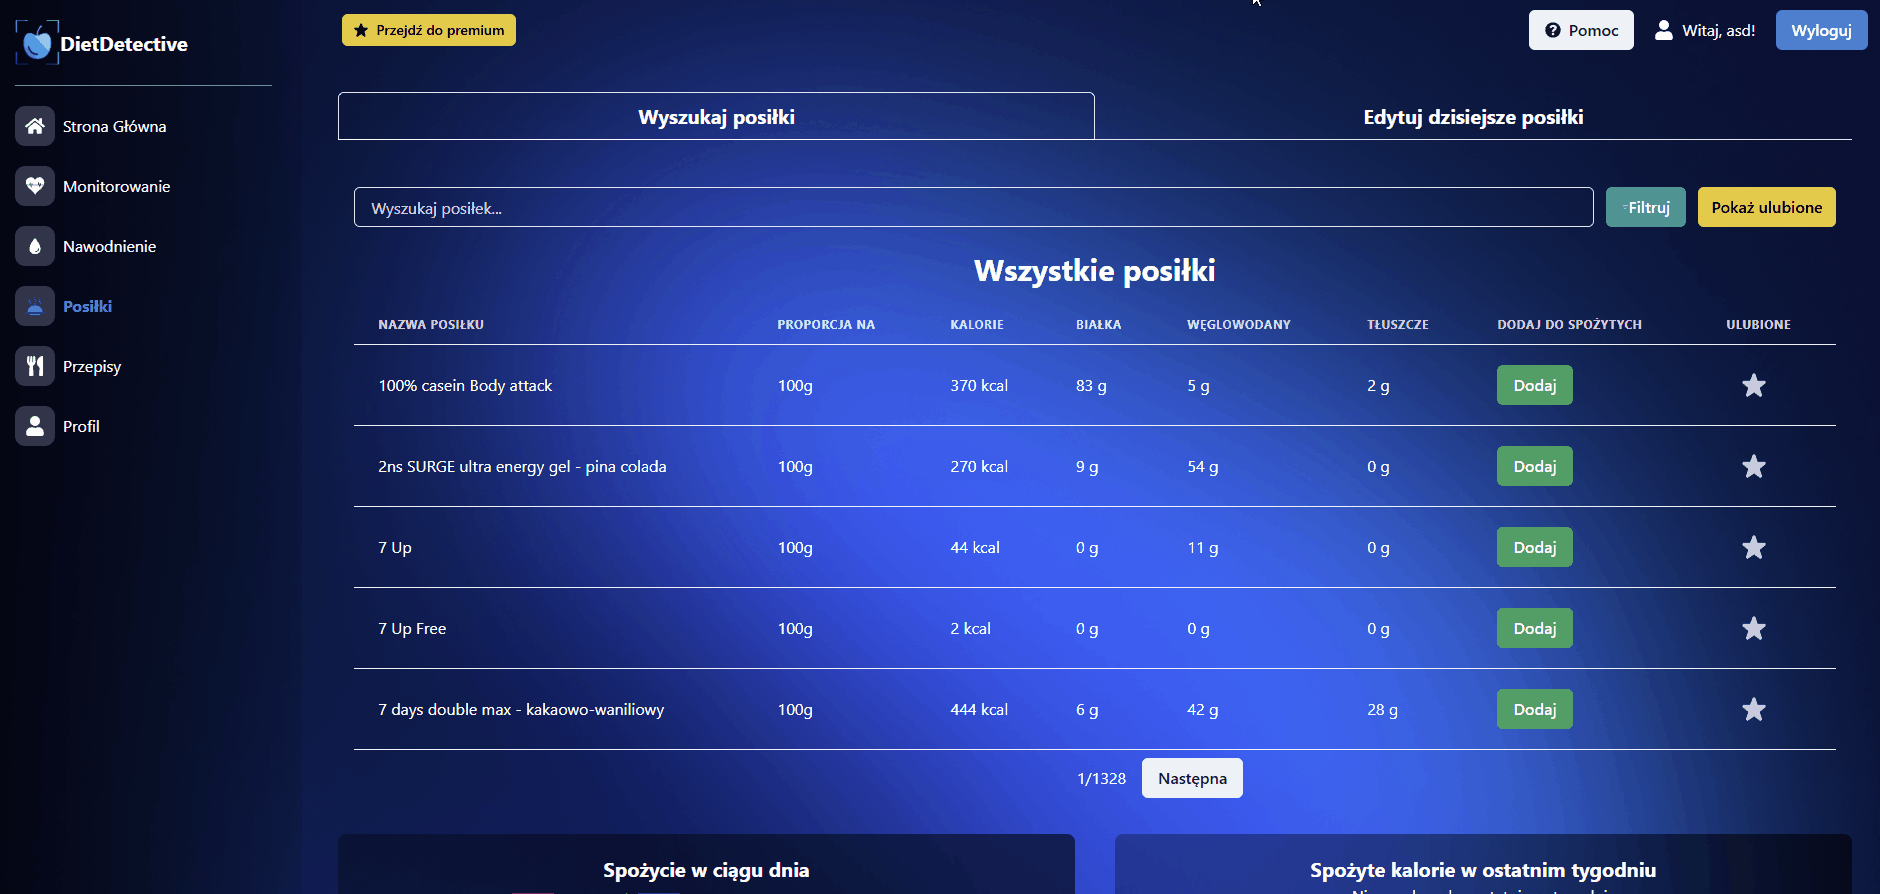 DietDetective
Przejdź do premium
Pomoc
Witaj, asd!
Wyloguj
Strona Główna
Monitorowanie
Nawodnienie
Posiłki
Przepisy
Profil
Wyszukaj posiłki
Edytuj dzisiejsze posiłki
Wyszukaj posiłek...
Filtruj
Pokaż ulubione
Wszystkie posiłki
NAZWA POSIŁKU PROPORCJA NA KALORIE BIAŁKA WĘGLOWODANY TŁUSZCZE DODAJ DO SPOŻYTYCH ULUBIONE
100% casein Body attack 100g 370 kcal 83 g 5 g 2 g Dodaj
2ns SURGE ultra energy gel - pina colada 100g 270 kcal 9 g 54 g 0 g Dodaj
7 Up 100g 44 kcal 0 g 11 g 0 g Dodaj
7 Up Free 100g 2 kcal 0 g 0 g 0 g Dodaj
7 days double max - kakaowo-waniliowy 100g 444 kcal 6 g 42 g 28 g Dodaj
1/1328 Następna
Spożycie w ciągu dnia
Spożyte kalorie w ostatnim tygodniu